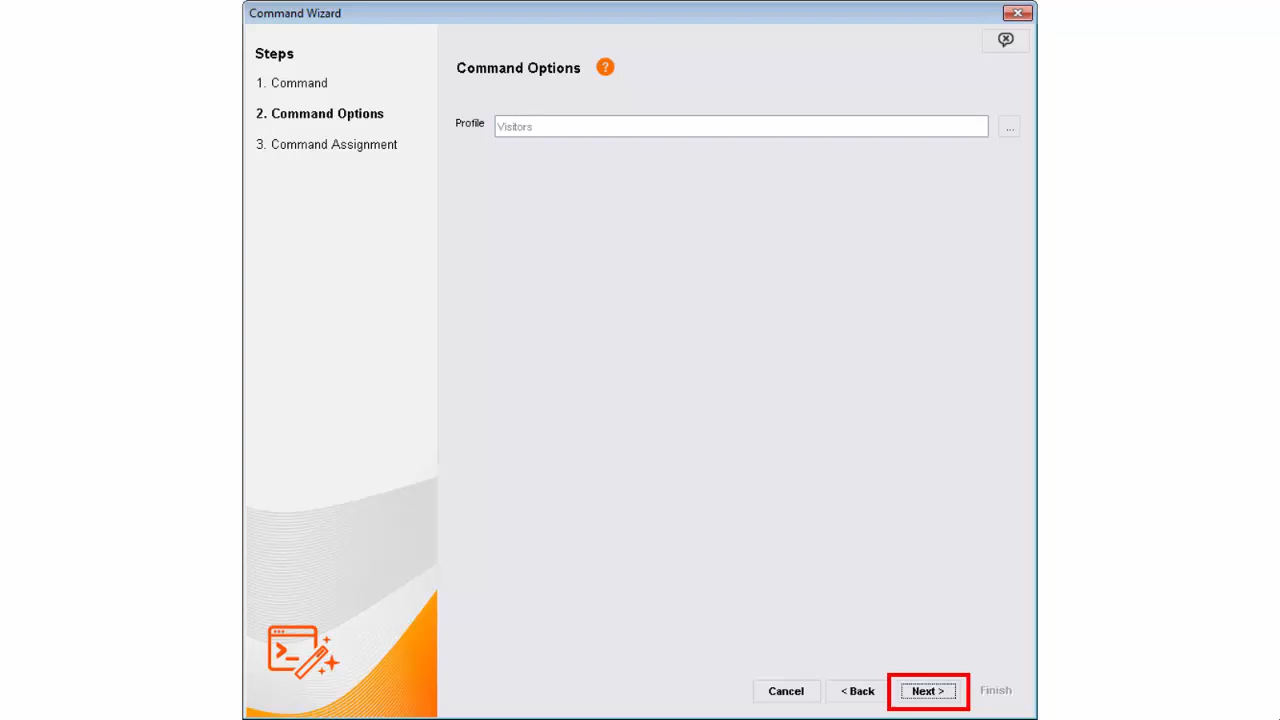 Command Wizard
Steps
1. Command
2. Command Options
3. Command Assignment
Command Options ?
Profile Visitors ...
Cancel < Back Next > Finish